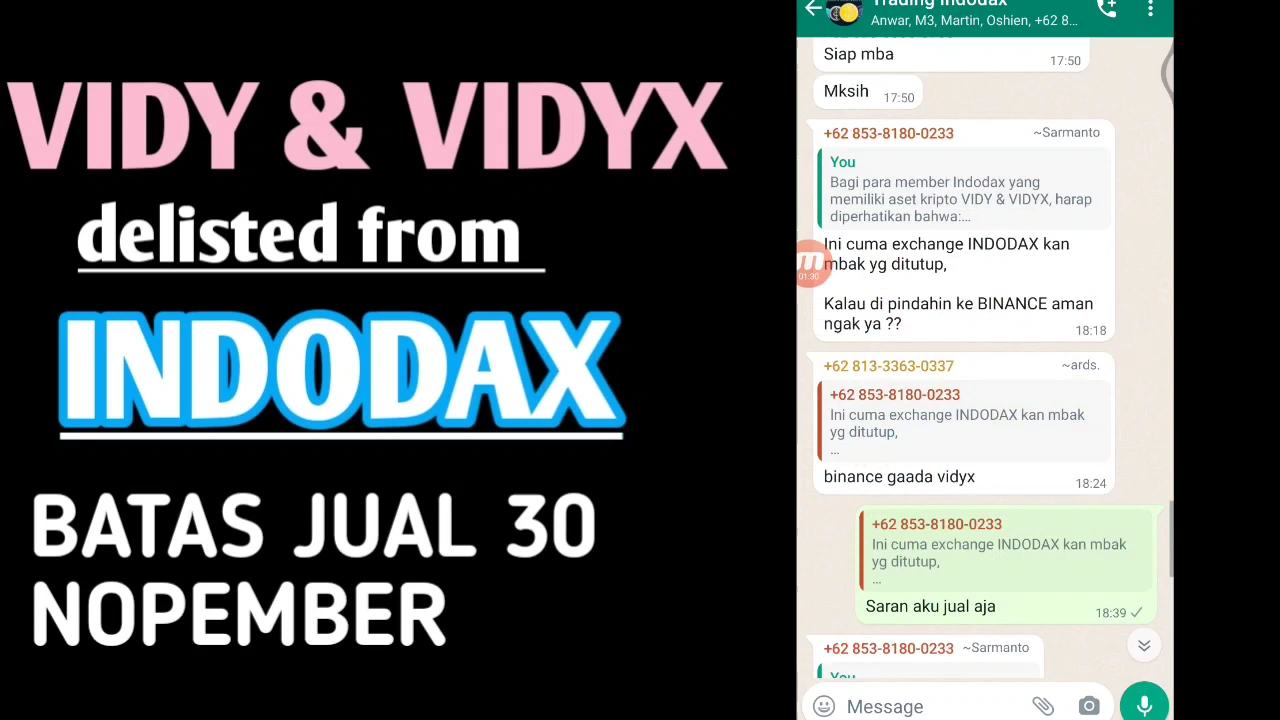 VIDY & VIDYX
delisted from
INDODAX
BATAS JUAL 30
NOPEMBER
Trading Indodax
Anwar, M3, Martin, Oshien, +62 8...
Siap mba
17:50
Mksih
17:50
+62 853-8180-0233 ~Sarmanto
You
Bagi para member Indodax yang
memiliki aset kripto VIDY & VIDYX, harap
diperhatikan bahwa:...
Ini cuma exchange INDODAX kan
mbak yg ditutup,
01:30
Kalau di pindahin ke BINANCE aman
ngak ya ??
18:18
+62 813-3363-0337 ~ards.
+62 853-8180-0233
Ini cuma exchange INDODAX kan mbak
yg ditutup,
...
binance gaada vidyx
18:24
+62 853-8180-0233
Ini cuma exchange INDODAX kan mbak
yg ditutup,
...
Saran aku jual aja
18:39
+62 853-8180-0233 ~Sarmanto
You
Message